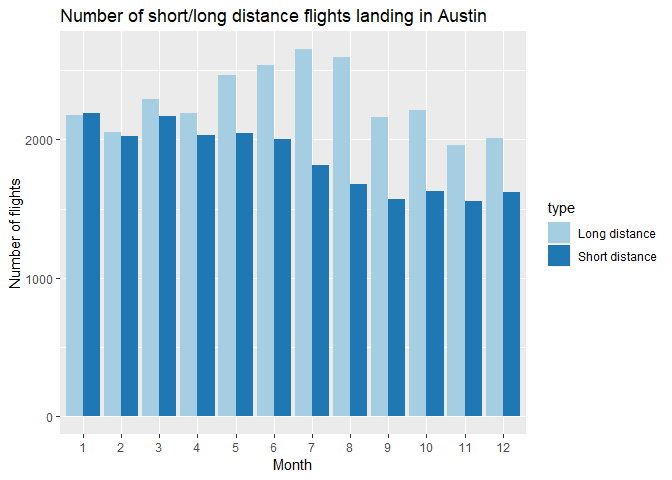 Number of short/long distance flights landing in Austin
Number of flights
2000
1000
0
1 2 3 4 5 6 7 8 9 10 11 12
Month
type
Long distance
Short distance